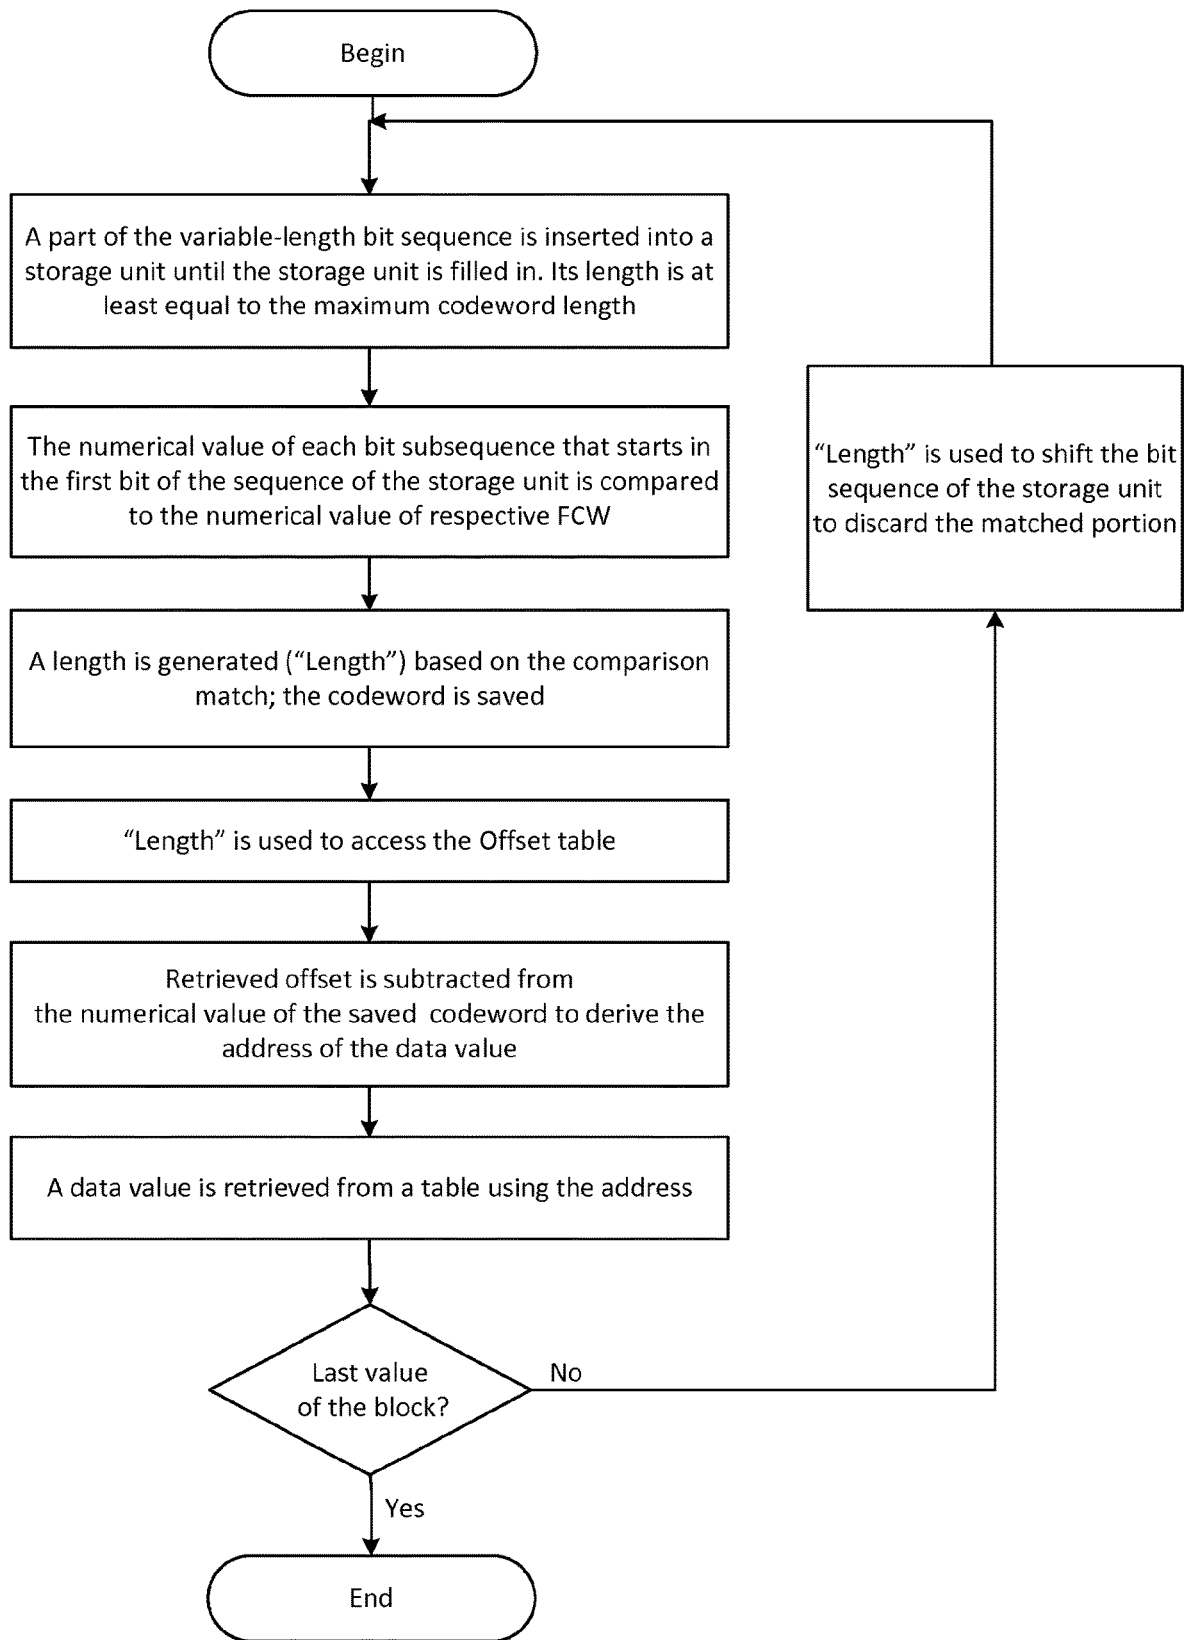 Begin
A part of the variable-length bit sequence is inserted into a
storage unit until the storage unit is filled in. Its length is at
least equal to the maximum codeword length
The numerical value of each bit subsequence that starts in
the first bit of the sequence of the storage unit is compared
to the numerical value of respective FCW
“Length” is used to shift the bit
sequence of the storage unit
to discard the matched portion
A length is generated (“Length”) based on the comparison
match; the codeword is saved
“Length” is used to access the Offset table
Retrieved offset is subtracted from
the numerical value of the saved codeword to derive the
address of the data value
A data value is retrieved from a table using the address
Last value
of the block?
No
Yes
End